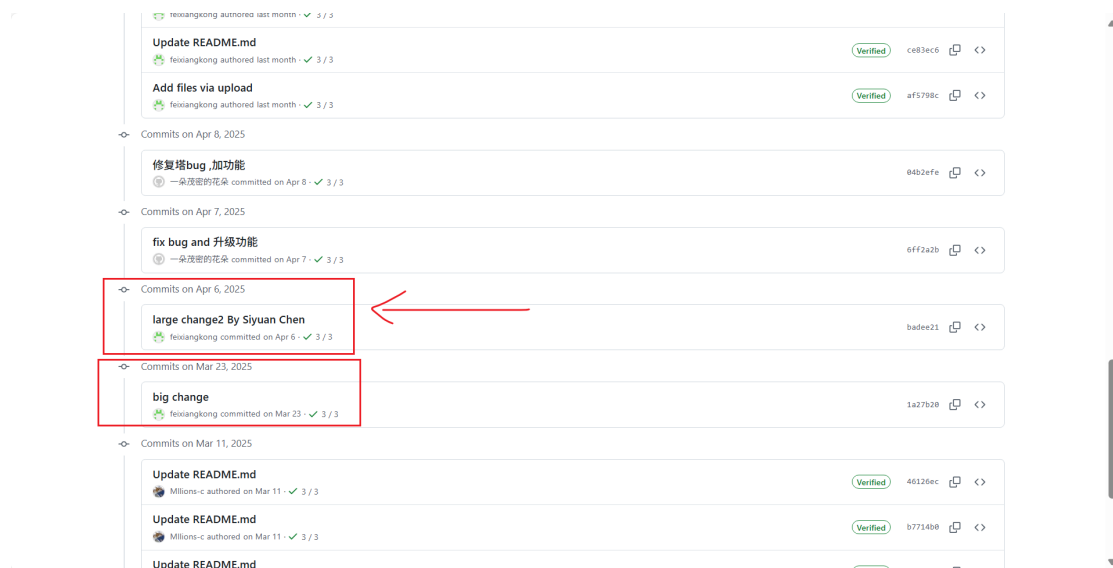 feixiangkong authored last month · ✓ 3 / 3
Update README.md
feixiangkong authored last month · ✓ 3 / 3
Verified
ce83ec6
Add files via upload
feixiangkong authored last month · ✓ 3 / 3
Verified
af5798c
Commits on Apr 8, 2025
修复塔bug ,加功能
一朵茂密的花朵 committed on Apr 8 · ✓ 3 / 3
04b2efe
Commits on Apr 7, 2025
fix bug and 升级功能
一朵茂密的花朵 committed on Apr 7 · ✓ 3 / 3
6ff2a2b
Commits on Apr 6, 2025
large change2 By Siyuan Chen
feixiangkong committed on Apr 6 · ✓ 3 / 3
badee21
Commits on Mar 23, 2025
big change
feixiangkong committed on Mar 23 · ✓ 3 / 3
1a27b20
Commits on Mar 11, 2025
Update README.md
Mllions-c authored on Mar 11 · ✓ 3 / 3
Verified
46126ec
Update README.md
Mllions-c authored on Mar 11 · ✓ 3 / 3
Verified
b7714b0
Update README.md